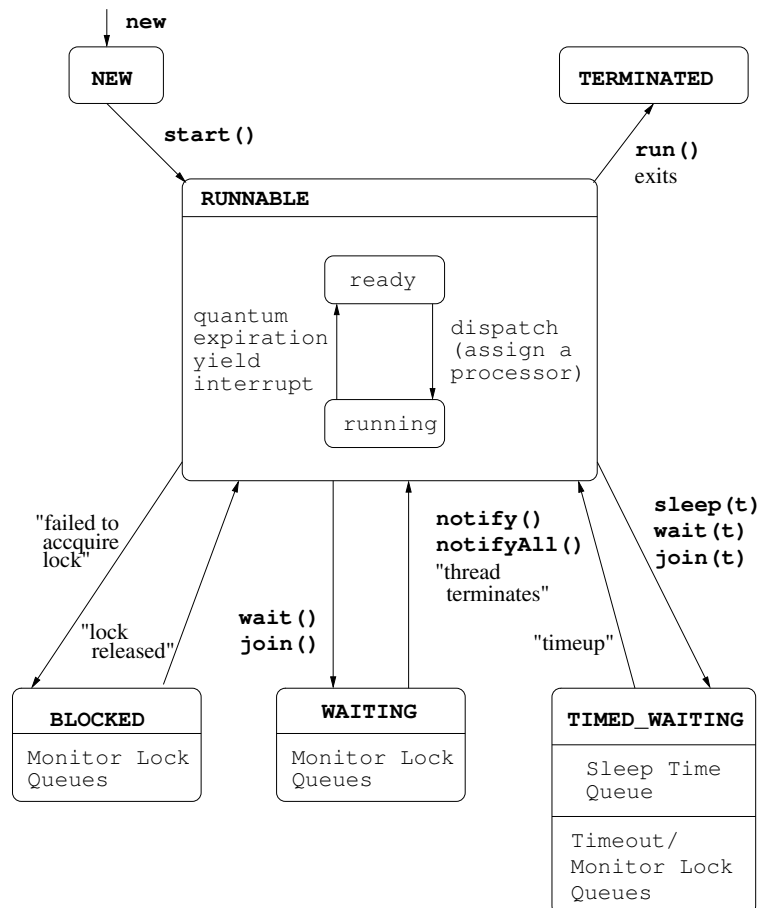 new
NEW
TERMINATED
start()
run()
exits
RUNNABLE
ready
quantum
expiration
yield
interrupt
dispatch
(assign a
processor)
running
"failed to
accquire
lock"
"lock
released"
wait()
join()
notify()
notifyAll()
"thread
terminates"
sleep(t)
wait(t)
join(t)
"timeup"
BLOCKED
Monitor Lock
Queues
WAITING
Monitor Lock
Queues
TIMED_WAITING
Sleep Time
Queue
Timeout/
Monitor Lock
Queues